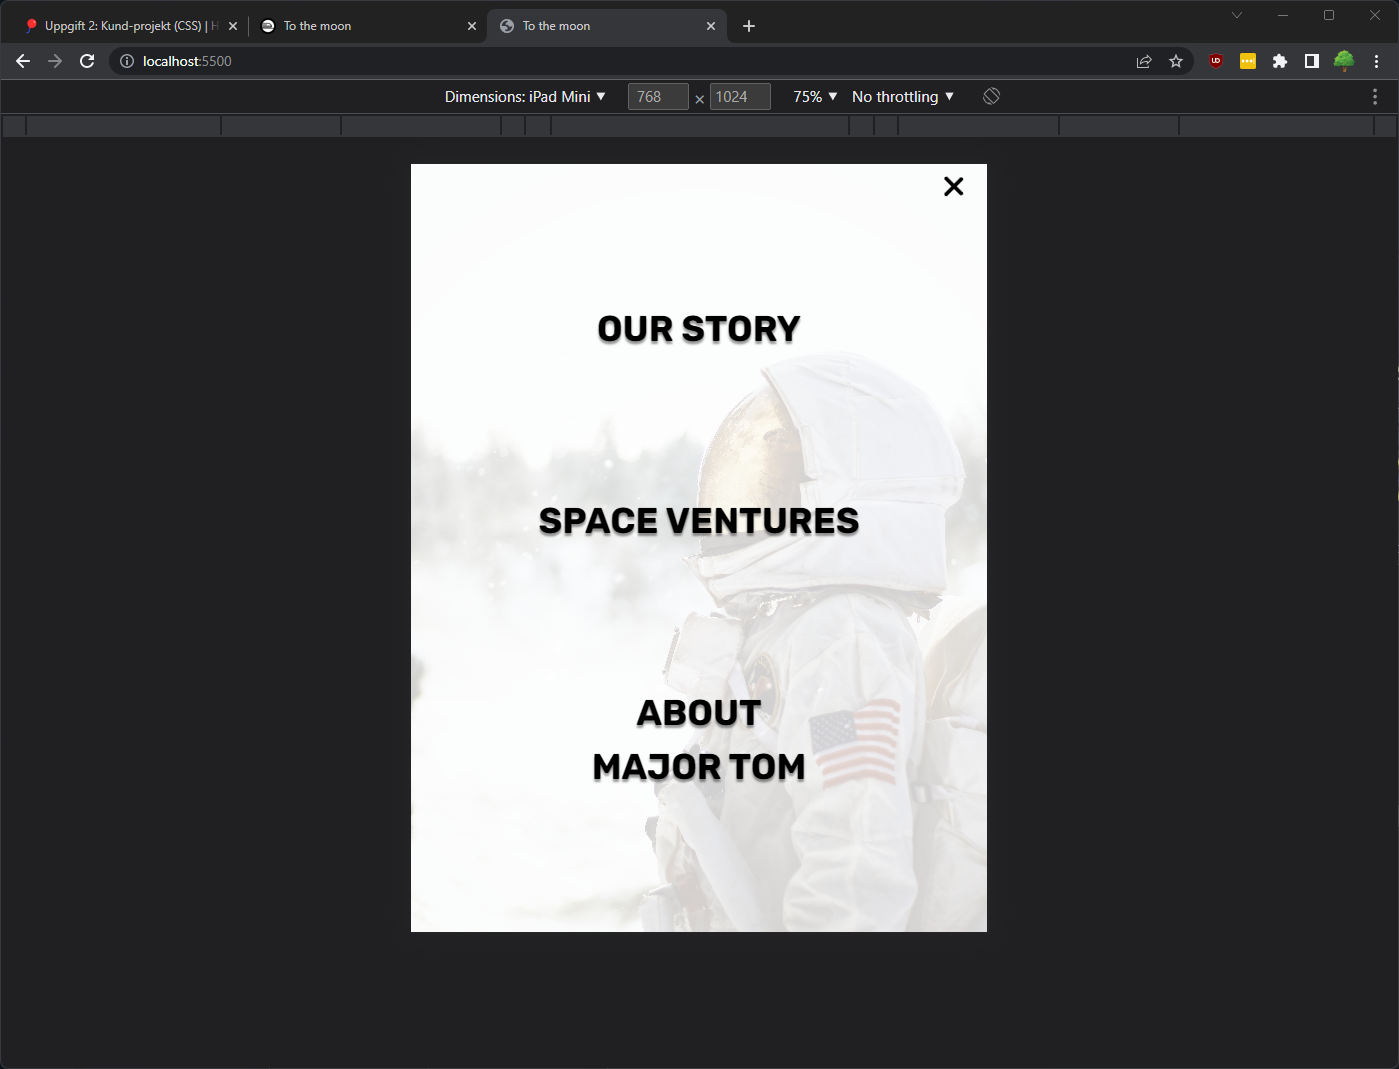 Uppgift 2: Kund-projekt (CSS) | H
To the moon
To the moon
localhost:5500
Dimensions: iPad Mini ▼ 768 × 1024 75% ▼ No throttling ▼
OUR STORY
SPACE VENTURES
ABOUT
MAJOR TOM